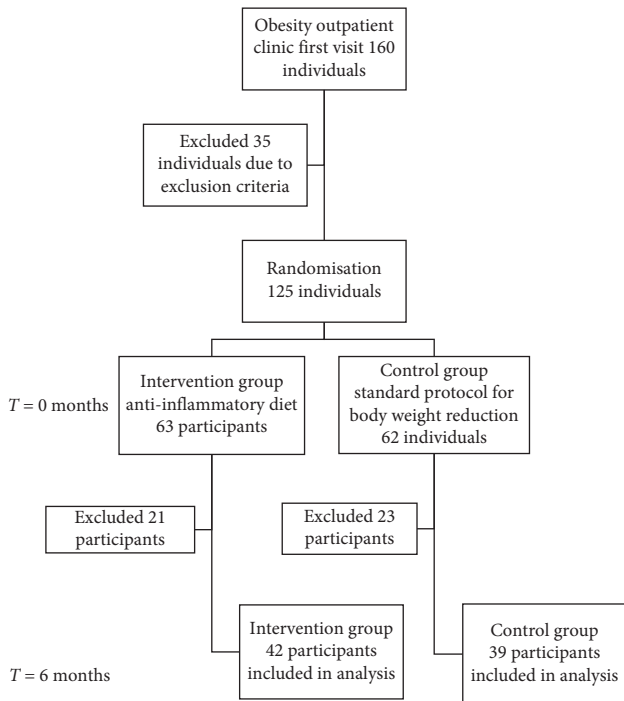 Obesity outpatient
clinic first visit 160
individuals
Excluded 35
individuals due to
exclusion criteria
Randomisation
125 individuals
T = 0 months
Intervention group
anti-inflammatory diet
63 participants
Control group
standard protocol for
body weight reduction
62 individuals
Excluded 21
participants
Excluded 23
participants
T = 6 months
Intervention group
42 participants
included in analysis
Control group
39 participants
included in analysis